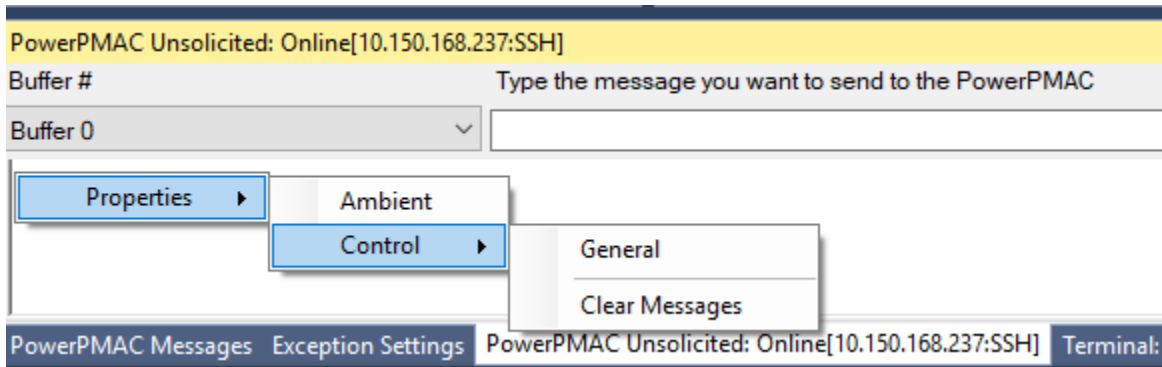 PowerPMAC Unsolicited: Online[10.150.168.237:SSH]
Buffer #
Type the message you want to send to the PowerPMAC
Buffer 0
Properties
Ambient
Control
General
Clear Messages
PowerPMAC Messages
Exception Settings
PowerPMAC Unsolicited: Online[10.150.168.237:SSH]
Terminal: